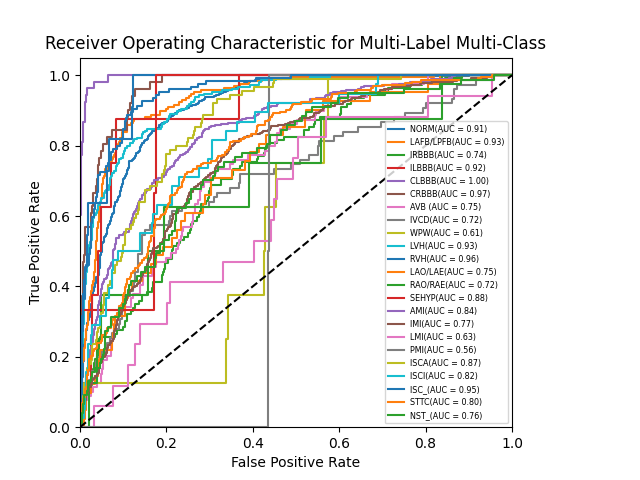 Receiver Operating Characteristic for Multi-Label Multi-Class
1.0
0.8
0.6
0.4
0.2
0.0
True Positive Rate
NORM(AUC = 0.91)
LAFB/LPFB(AUC = 0.93)
IRBBB(AUC = 0.74)
ILBBB(AUC = 0.92)
CLBBB(AUC = 1.00)
CRBBB(AUC = 0.97)
AVB (AUC = 0.75)
IVCD(AUC = 0.72)
WPW(AUC = 0.61)
LVH(AUC = 0.93)
RVH(AUC = 0.96)
LAO/LAE(AUC = 0.75)
RAO/RAE(AUC = 0.72)
SEHYP(AUC = 0.88)
AMI(AUC = 0.84)
IMI(AUC = 0.77)
LMI(AUC = 0.63)
PMI(AUC = 0.56)
ISCA(AUC = 0.87)
ISCI(AUC = 0.82)
ISC_(AUC = 0.95)
STTC(AUC = 0.80)
NST_(AUC = 0.76)
0.0 0.2 0.4 0.6 0.8 1.0
False Positive Rate